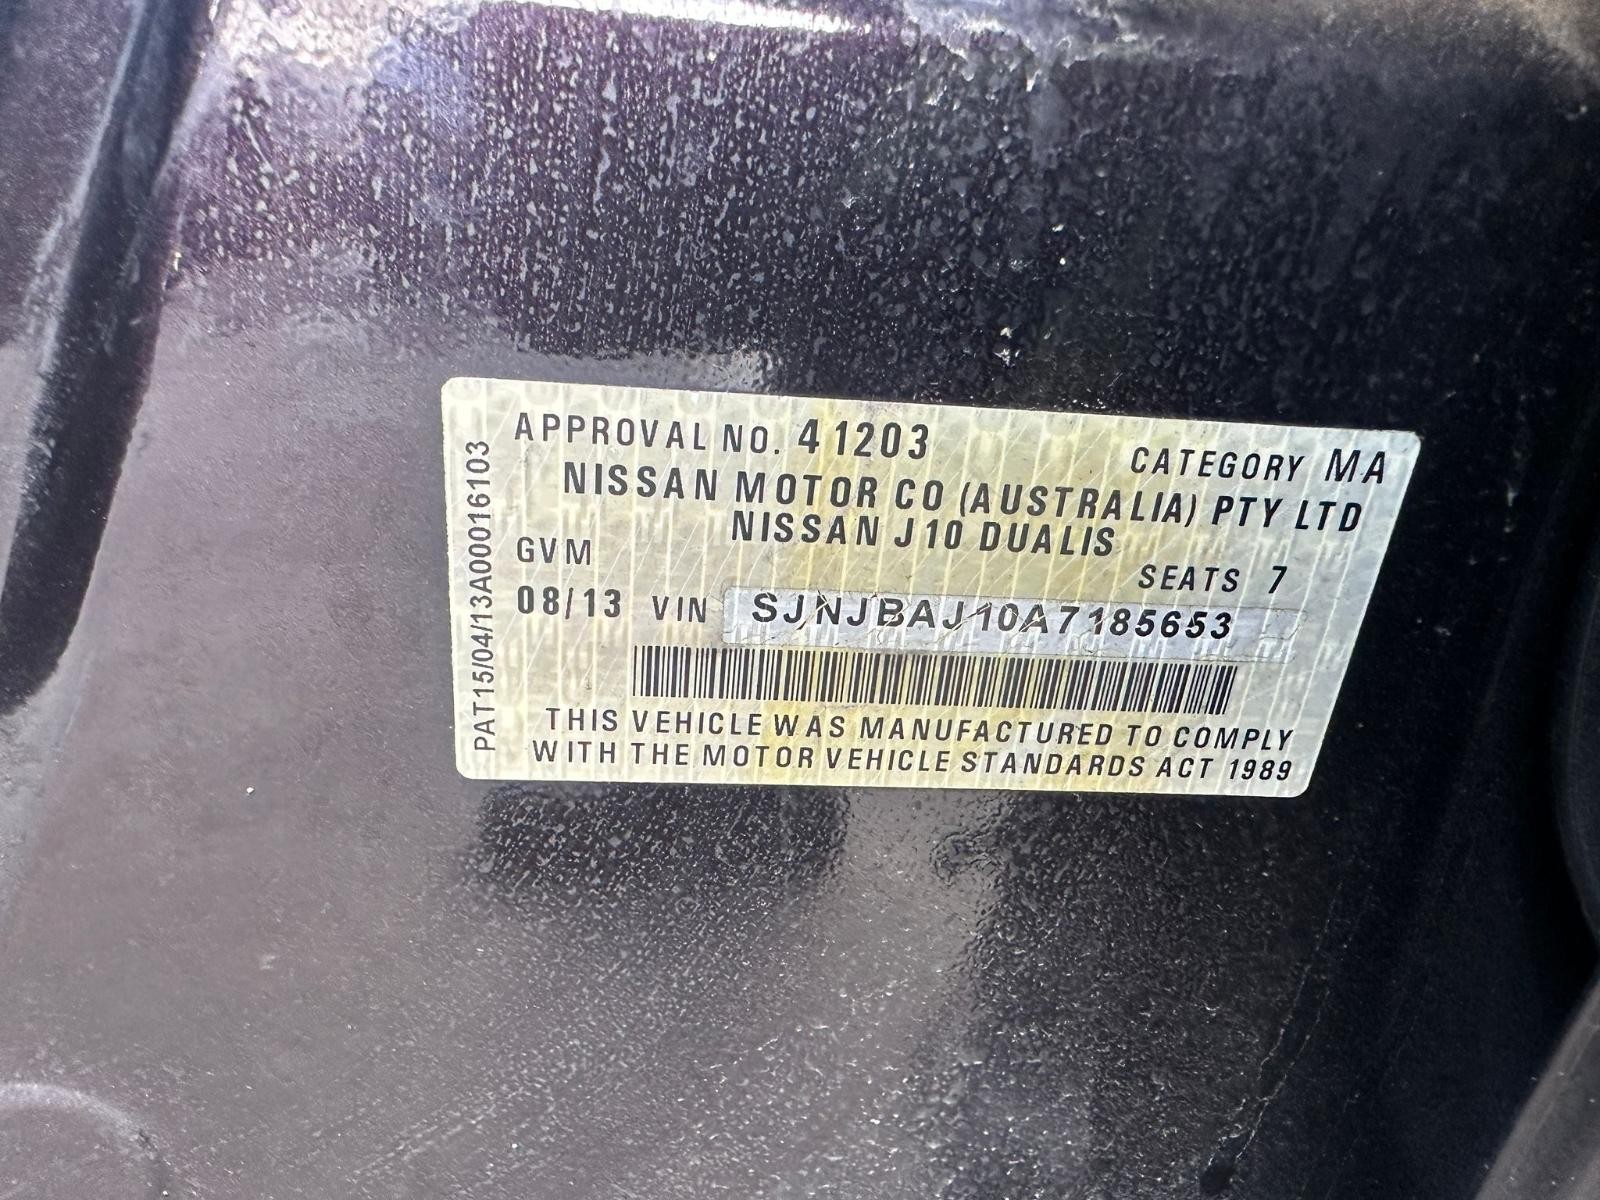 APPROVAL NO. 41203
CATEGORY MA
NISSAN MOTOR CO (AUSTRALIA) PTY LTD
NISSAN J10 DUALIS
GVM
SEATS 7
08/13 VIN SJNJBAJ10A7185653
THIS VEHICLE WAS MANUFACTURED TO COMPLY
WITH THE MOTOR VEHICLE STANDARDS ACT 1989
PAT15/04/13A00016103